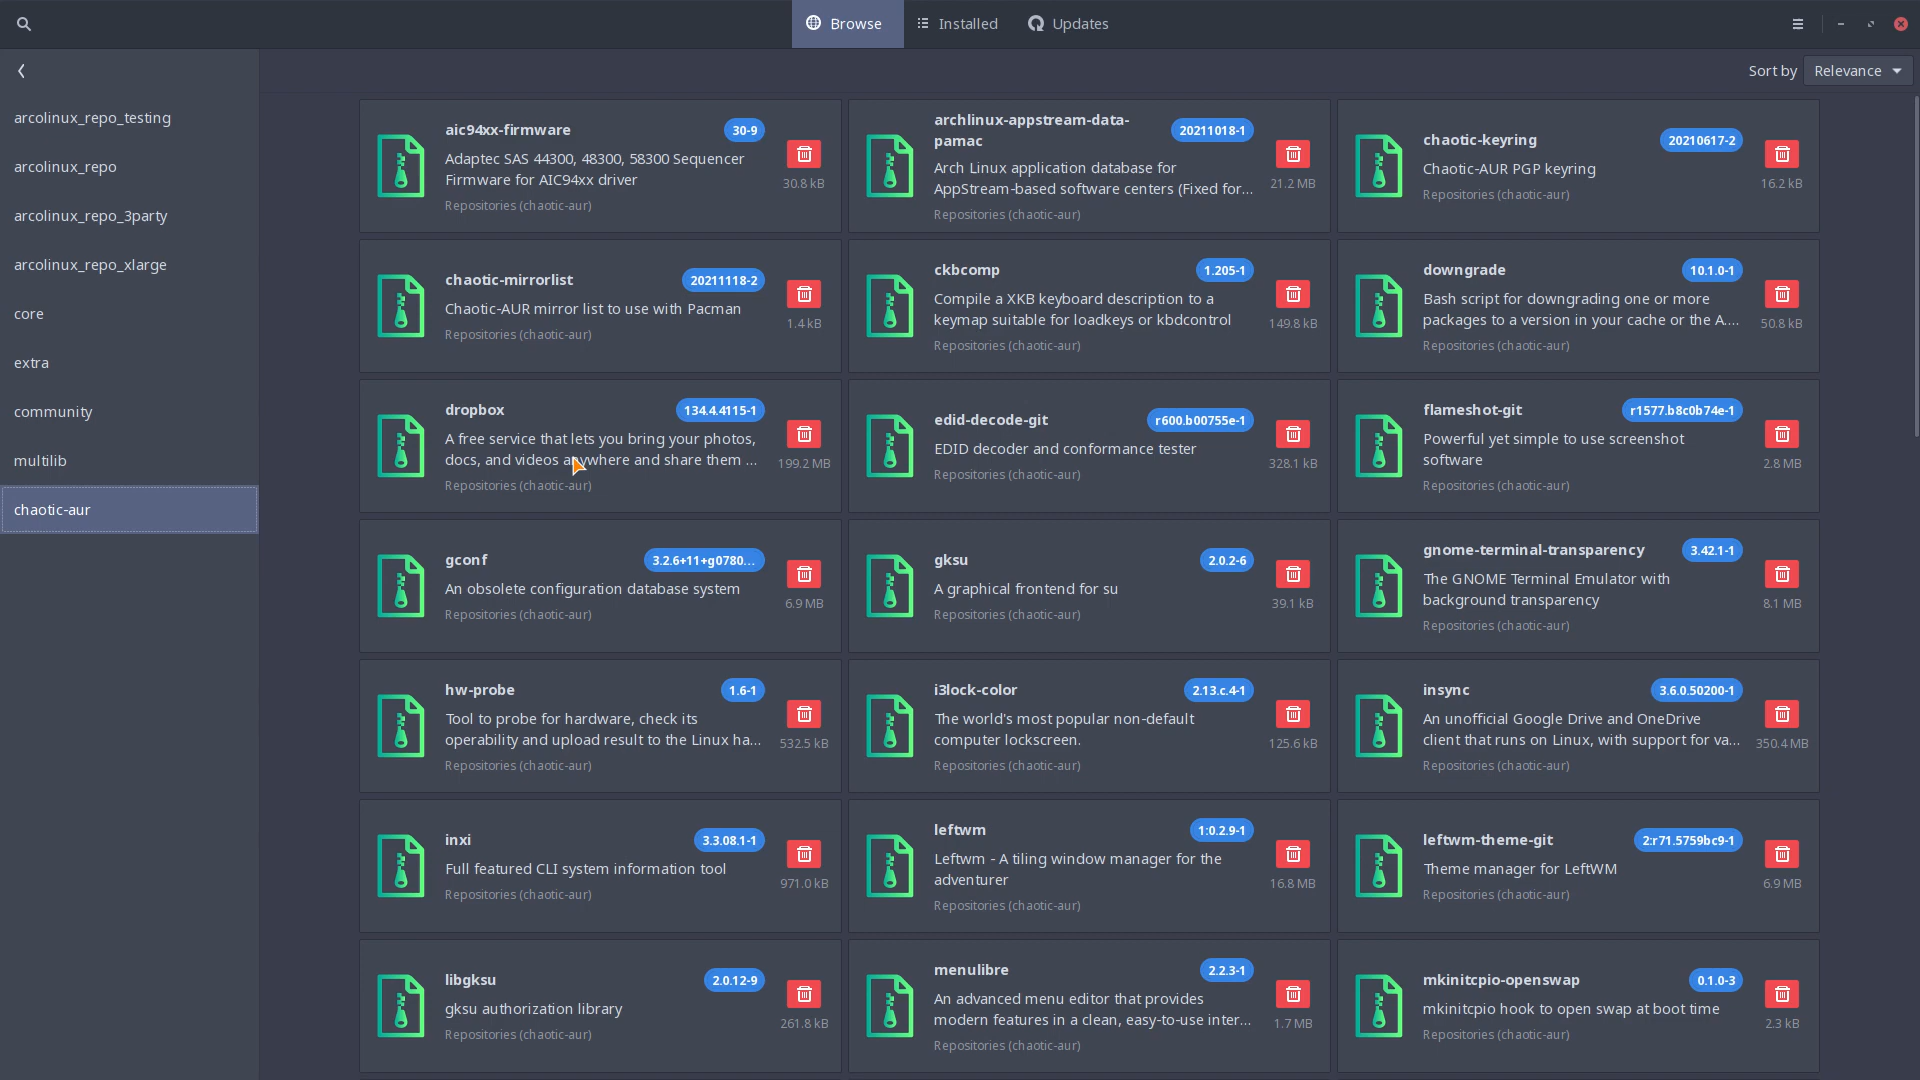 Browse
Installed
Updates
Sort by
Relevance
arcolinux_repo_testing
arcolinux_repo
arcolinux_repo_3party
arcolinux_repo_xlarge
core
extra
community
multilib
chaotic-aur
aic94xx-firmware
30-9
Adaptec SAS 44300, 48300, 58300 Sequencer
Firmware for AIC94xx driver
Repositories (chaotic-aur)
30.8 kB
archlinux-appstream-data-
pamac
20211018-1
Arch Linux application database for
AppStream-based software centers (Fixed for...
Repositories (chaotic-aur)
21.2 MB
chaotic-keyring
20210617-2
Chaotic-AUR PGP keyring
Repositories (chaotic-aur)
16.2 kB
chaotic-mirrorlist
20211118-2
Chaotic-AUR mirror list to use with Pacman
Repositories (chaotic-aur)
1.4 kB
ckbcomp
1.205-1
Compile a XKB keyboard description to a
keymap suitable for loadkeys or kbdcontrol
Repositories (chaotic-aur)
149.8 kB
downgrade
10.1.0-1
Bash script for downgrading one or more
packages to a version in your cache or the A....
Repositories (chaotic-aur)
50.8 kB
dropbox
134.4.4115-1
A free service that lets you bring your photos,
docs, and videos anywhere and share them ...
Repositories (chaotic-aur)
199.2 MB
edid-decode-git
r600.b00755e-1
EDID decoder and conformance tester
Repositories (chaotic-aur)
328.1 kB
flameshot-git
r1577.b8c0b74e-1
Powerful yet simple to use screenshot
software
Repositories (chaotic-aur)
2.8 MB
gconf
3.2.6+11+g0780...
An obsolete configuration database system
Repositories (chaotic-aur)
6.9 MB
gksu
2.0.2-6
A graphical frontend for su
Repositories (chaotic-aur)
39.1 kB
gnome-terminal-transparency
3.42.1-1
The GNOME Terminal Emulator with
background transparency
Repositories (chaotic-aur)
8.1 MB
hw-probe
1.6-1
Tool to probe for hardware, check its
operability and upload result to the Linux ha...
Repositories (chaotic-aur)
532.5 kB
i3lock-color
2.13.c.4-1
The world's most popular non-default
computer lockscreen.
Repositories (chaotic-aur)
125.6 kB
insync
3.6.0.50200-1
An unofficial Google Drive and OneDrive
client that runs on Linux, with support for va...
Repositories (chaotic-aur)
350.4 MB
inxi
3.3.08.1-1
Full featured CLI system information tool
Repositories (chaotic-aur)
971.0 kB
leftwm
1:0.2.9-1
Leftwm - A tiling window manager for the
adventurer
Repositories (chaotic-aur)
16.8 MB
leftwm-theme-git
2:r71.5759bc9-1
Theme manager for LeftWM
Repositories (chaotic-aur)
6.9 MB
libgksu
2.0.12-9
gksu authorization library
Repositories (chaotic-aur)
261.8 kB
menulibre
2.2.3-1
An advanced menu editor that provides
modern features in a clean, easy-to-use inter...
Repositories (chaotic-aur)
1.7 MB
mkinitcpio-openswap
0.1.0-3
mkinitcpio hook to open swap at boot time
Repositories (chaotic-aur)
2.3 kB